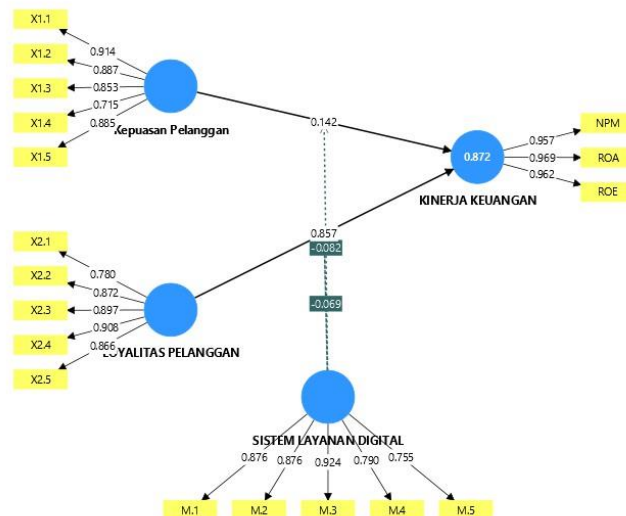 X1.1
X1.2
X1.3
X1.4
X1.5
0.914
0.887
0.853
0.715
0.885
Kepuasan Pelanggan
0.142
0.872
KINERJA KEUANGAN
0.957
0.969
0.962
NPM
ROA
ROE
X2.1
X2.2
X2.3
X2.4
X2.5
0.780
0.872
0.897
0.908
0.866
LOYALITAS PELANGGAN
0.857
-0.082
-0.069
SISTEM LAYANAN DIGITAL
0.876
0.876
0.924
0.790
0.755
M.1
M.2
M.3
M.4
M.5